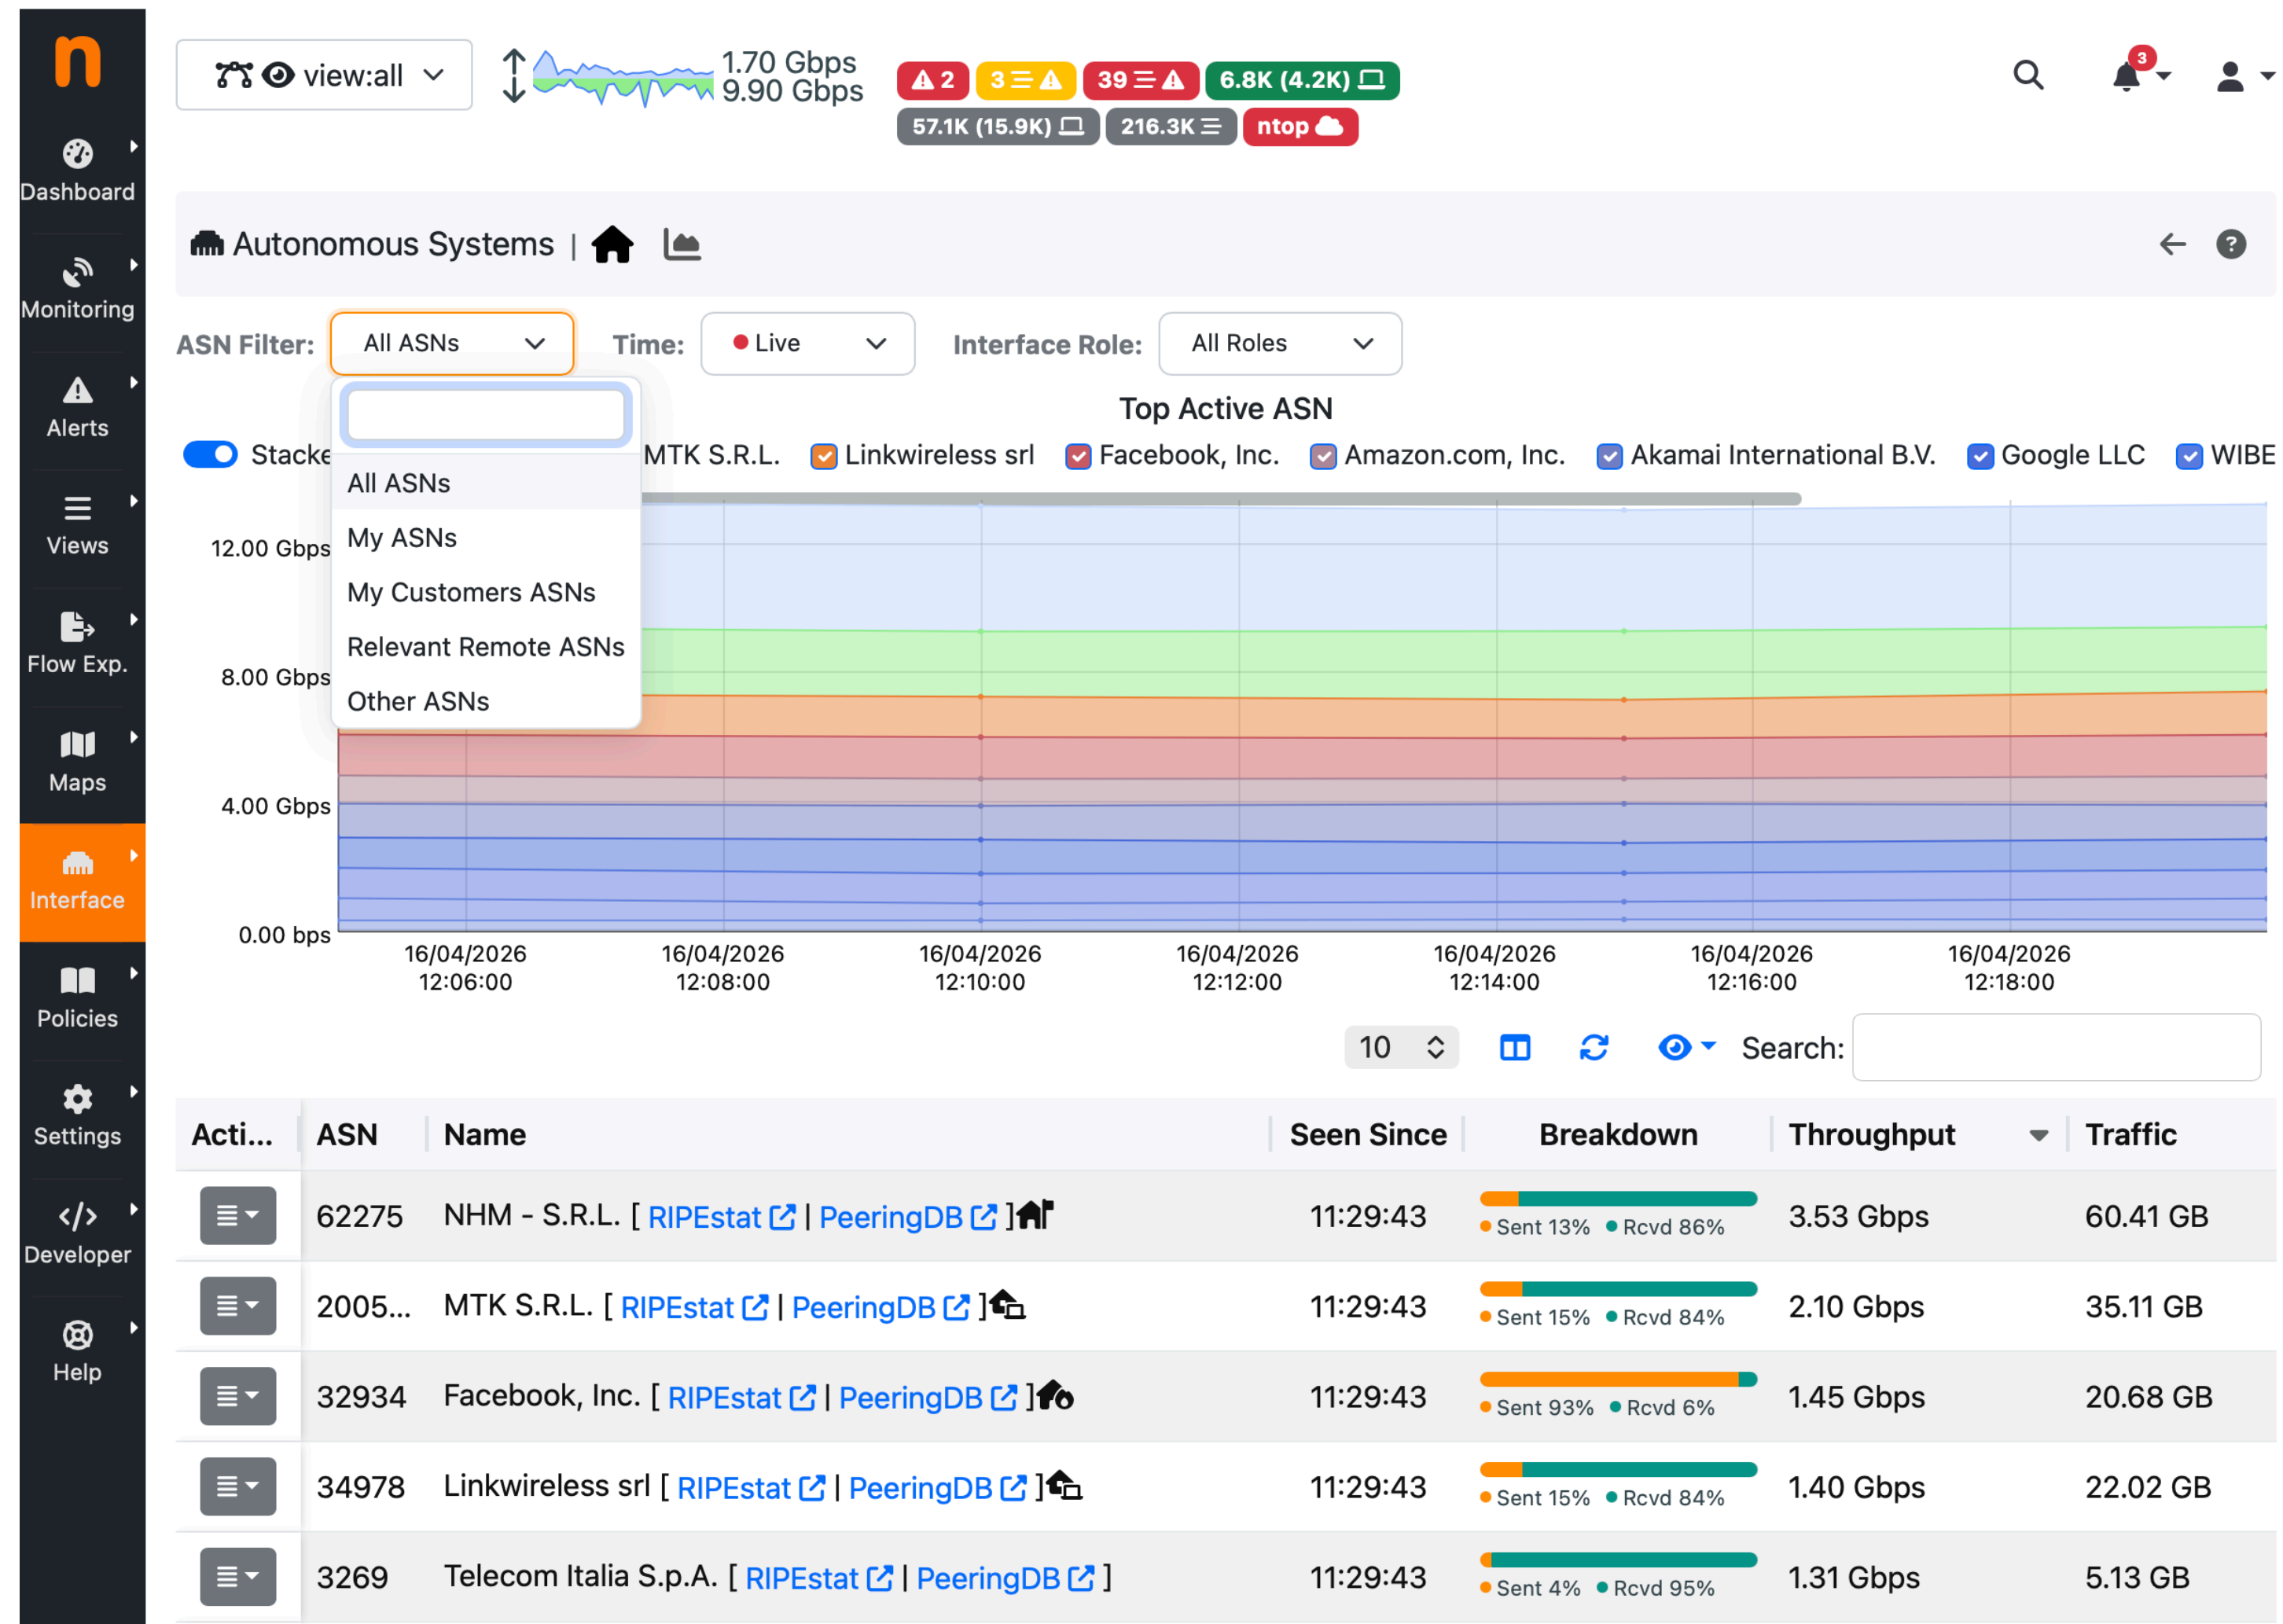 n
view:all
1.70 Gbps
9.90 Gbps
2
3
39
6.8K (4.2K)
57.1K (15.9K)
216.3K
ntop
3
Dashboard
Monitoring
Alerts
Views
Flow Exp.
Maps
Interface
Policies
Settings
Developer
Help
Autonomous Systems |
?
ASN Filter: All ASNs Time: Live Interface Role: All Roles
All ASNs
My ASNs
My Customers ASNs
Relevant Remote ASNs
Other ASNs
Top Active ASN
Stacke MTK S.R.L. Linkwireless srl Facebook, Inc. Amazon.com, Inc. Akamai International B.V. Google LLC WIBE
12.00 Gbps
8.00 Gbps
4.00 Gbps
0.00 bps
16/04/2026 16/04/2026 16/04/2026 16/04/2026 16/04/2026 16/04/2026 16/04/2026
12:06:00 12:08:00 12:10:00 12:12:00 12:14:00 12:16:00 12:18:00
10 Search:
Acti... ASN Name Seen Since Breakdown Throughput Traffic
62275 NHM - S.R.L. [ RIPEstat | PeeringDB ] 11:29:43 Sent 13% Rcvd 86% 3.53 Gbps 60.41 GB
2005... MTK S.R.L. [ RIPEstat | PeeringDB ] 11:29:43 Sent 15% Rcvd 84% 2.10 Gbps 35.11 GB
32934 Facebook, Inc. [ RIPEstat | PeeringDB ] 11:29:43 Sent 93% Rcvd 6% 1.45 Gbps 20.68 GB
34978 Linkwireless srl [ RIPEstat | PeeringDB ] 11:29:43 Sent 15% Rcvd 84% 1.40 Gbps 22.02 GB
3269 Telecom Italia S.p.A. [ RIPEstat | PeeringDB ] 11:29:43 Sent 4% Rcvd 95% 1.31 Gbps 5.13 GB